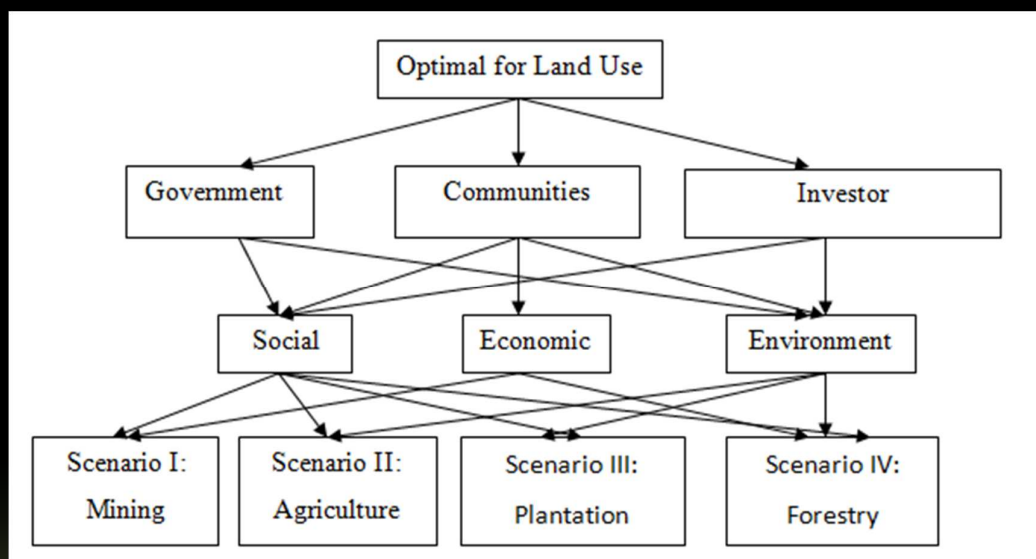 Optimal for Land Use
Government
Communities
Investor
Social
Economic
Environment
Scenario I:
Mining
Scenario II:
Agriculture
Scenario III:
Plantation
Scenario IV:
Forestry